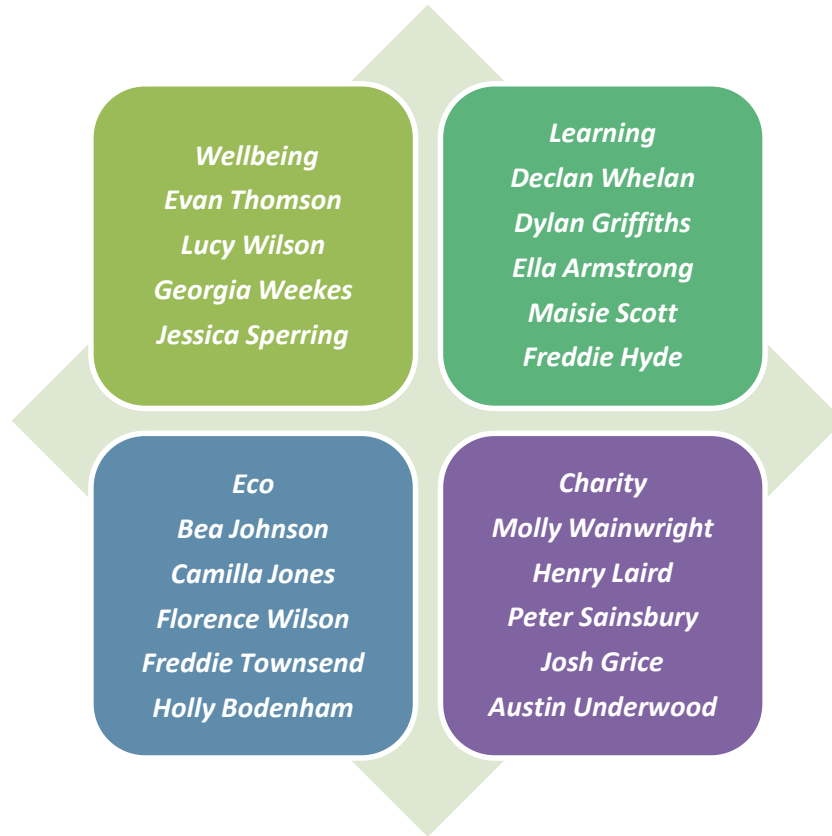 Wellbeing
Evan Thomson
Lucy Wilson
Georgia Weekes
Jessica Sperring
Learning
Declan Whelan
Dylan Griffiths
Ella Armstrong
Maisie Scott
Freddie Hyde
Eco
Bea Johnson
Camilla Jones
Florence Wilson
Freddie Townsend
Holly Bodenham
Charity
Molly Wainwright
Henry Laird
Peter Sainsbury
Josh Grice
Austin Underwood